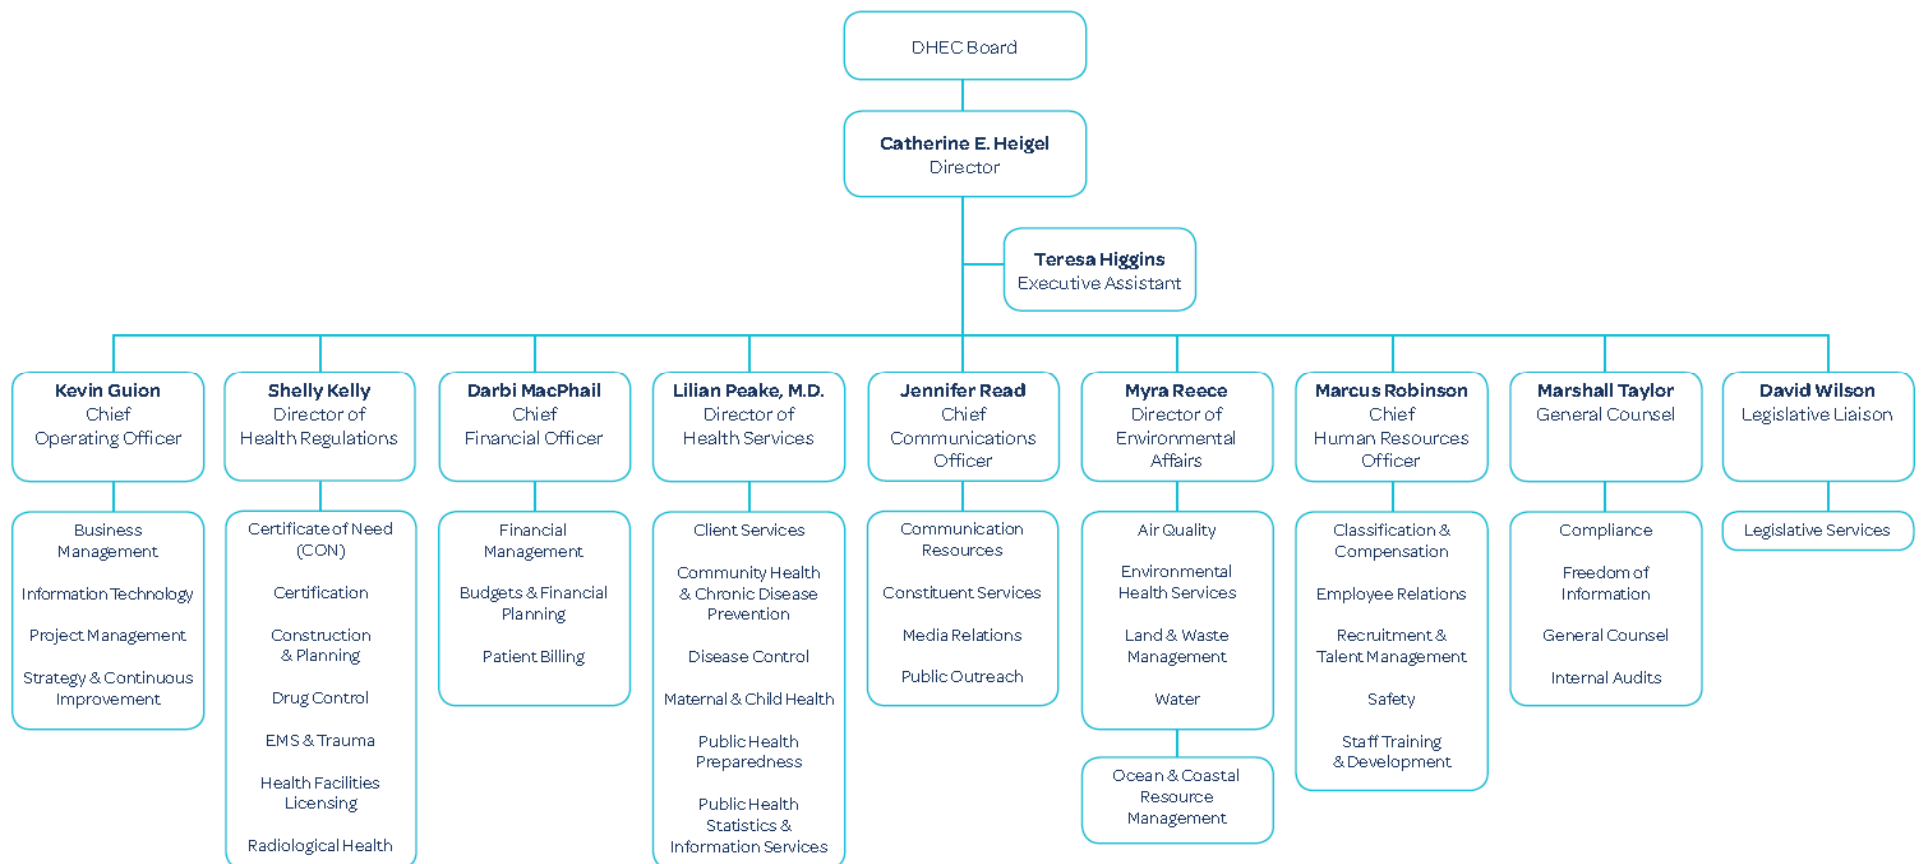 DHEC Board
Catherine E. Heigel
Director
Teresa Higgins
Executive Assistant
Kevin Guion
Chief
Operating Officer
Shelly Kelly
Director of
Health Regulations
Darbi MacPhail
Chief
Financial Officer
Lilian Peake, M.D.
Director of
Health Services
Jennifer Read
Chief
Communications
Officer
Myra Reece
Director of
Environmental
Affairs
Marcus Robinson
Chief
Human Resources
Officer
Marshall Taylor
General Counsel
David Wilson
Legislative Liaison
Business
Management
Information Technology
Project Management
Strategy & Continuous
Improvement
Certificate of Need
(CON)
Certification
Construction
& Planning
Drug Control
EMS & Trauma
Health Facilities
Licensing
Radiological Health
Financial
Management
Budgets & Financial
Planning
Patient Billing
Client Services
Community Health
& Chronic Disease
Prevention
Disease Control
Maternal & Child Health
Public Health
Preparedness
Public Health
Statistics &
Information Services
Communication
Resources
Constituent Services
Media Relations
Public Outreach
Air Quality
Environmental
Health Services
Land & Waste
Management
Water
Ocean & Coastal
Resource
Management
Classification &
Compensation
Employee Relations
Recruitment &
Talent Management
Safety
Staff Training
& Development
Compliance
Freedom of
Information
General Counsel
Internal Audits
Legislative Services